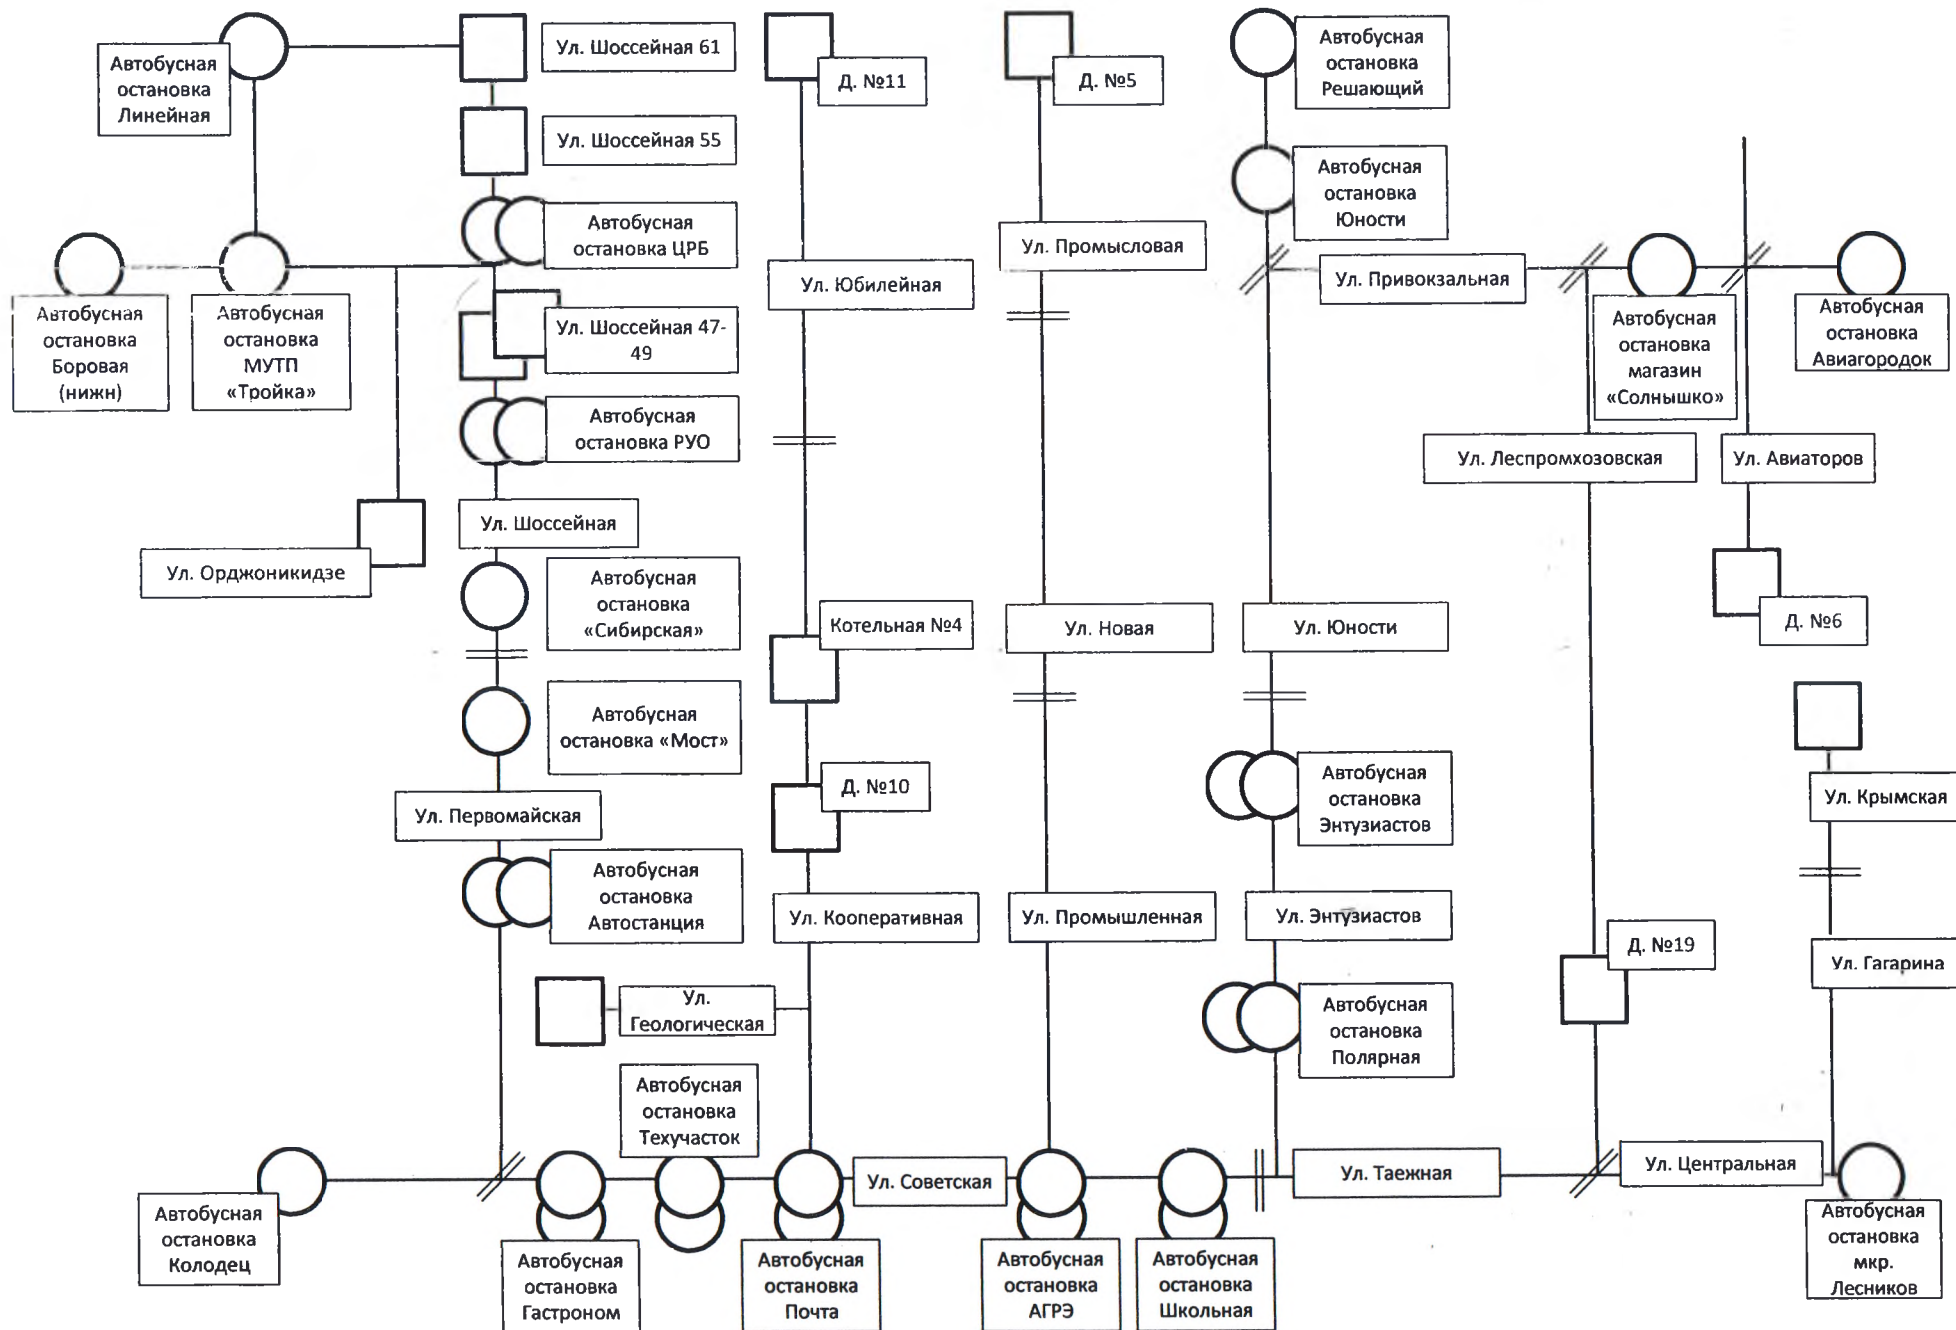 Автобусная
остановка
Линейная
Ул. Шоссейная 61
Д. №11
Д. №5
Автобусная
остановка
Решающий
Ул. Шоссейная 55
Автобусная
остановка
Юности
Автобусная
остановка ЦРБ
Ул. Промысловая
Ул. Юбилейная
Ул. Привокзальная
Автобусная
остановка
Боровая
(нижн)
Автобусная
остановка
МУТП
«Тройка»
Ул. Шоссейная 47-
49
Автобусная
остановка
магазин
«Солнышко»
Автобусная
остановка
Авиагородок
Автобусная
остановка РУО
Ул. Леспромхозовская
Ул. Авиаторов
Ул. Шоссейная
Ул. Орджоникидзе
Автобусная
остановка
«Сибирская»
Котельная №4
Ул. Новая
Ул. Юности
Д. №6
Автобусная
остановка «Мост»
Ул. Первомайская
Д. №10
Автобусная
остановка
Энтузиастов
Ул. Крымская
Автобусная
остановка
Автостанция
Ул. Кооперативная
Ул. Промышленная
Ул. Энтузиастов
Д. №19
Ул. Гагарина
Ул.
Геологическая
Автобусная
остановка
Полярная
Автобусная
остановка
Техучасток
Ул. Советская
Ул. Таежная
Ул. Центральная
Автобусная
остановка
Колодец
Автобусная
остановка
Гастроном
Автобусная
остановка
Почта
Автобусная
остановка
АГРЭ
Автобусная
остановка
Школьная
Автобусная
остановка
мкр.
Лесников